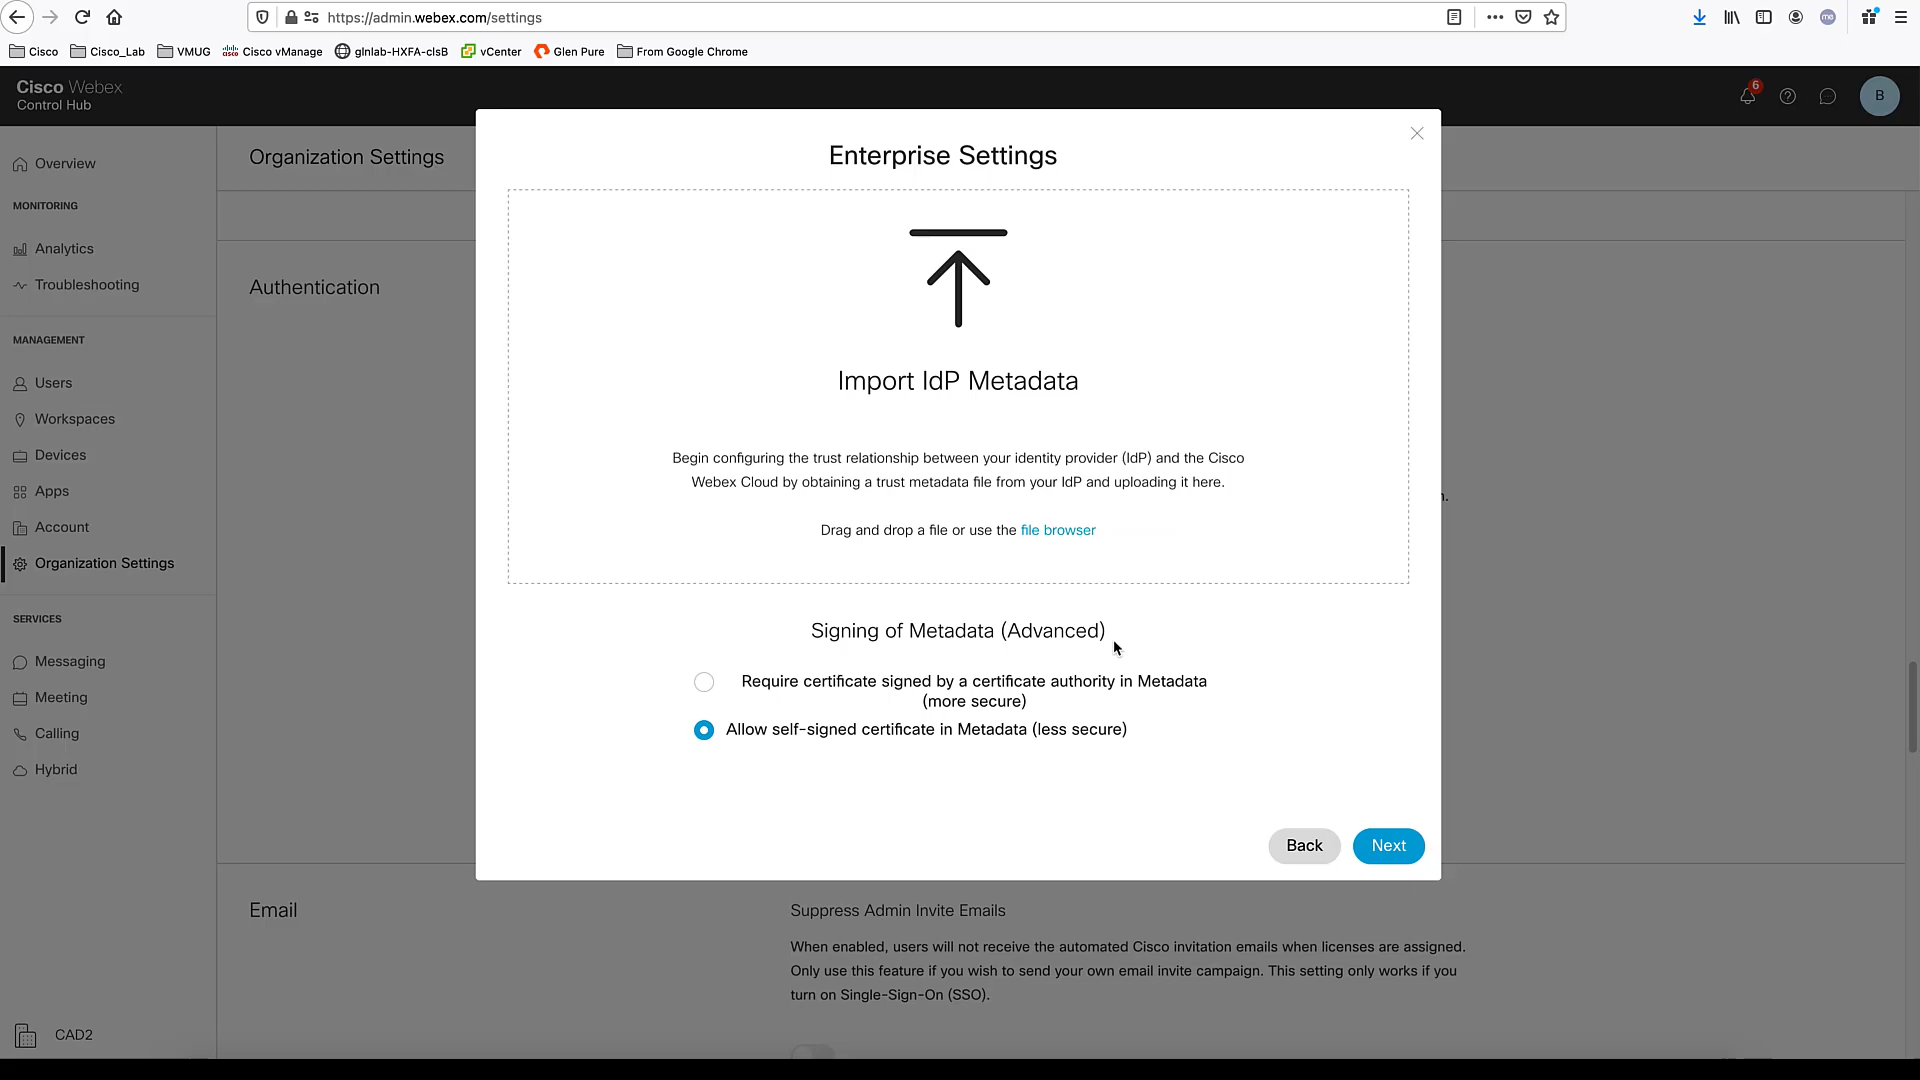 https://admin.webex.com/settings
Cisco
Cisco_Lab
VMUG
Cisco vManage
glnlab-HXFA-clsB
vCenter
Glen Pure
From Google Chrome
Cisco Webex
Control Hub
6
B
Overview
MONITORING
Analytics
Troubleshooting
MANAGEMENT
Users
Workspaces
Devices
Apps
Account
Organization Settings
SERVICES
Messaging
Meeting
Calling
Hybrid
CAD2
Organization Settings
Authentication
Enterprise Settings
Import IdP Metadata
Begin configuring the trust relationship between your identity provider (IdP) and the Cisco
Webex Cloud by obtaining a trust metadata file from your IdP and uploading it here.
Drag and drop a file or use the file browser
Signing of Metadata (Advanced)
Require certificate signed by a certificate authority in Metadata
(more secure)
Allow self-signed certificate in Metadata (less secure)
Back
Next
n.
Email
Suppress Admin Invite Emails
When enabled, users will not receive the automated Cisco invitation emails when licenses are assigned.
Only use this feature if you wish to send your own email invite campaign. This setting only works if you
turn on Single-Sign-On (SSO).